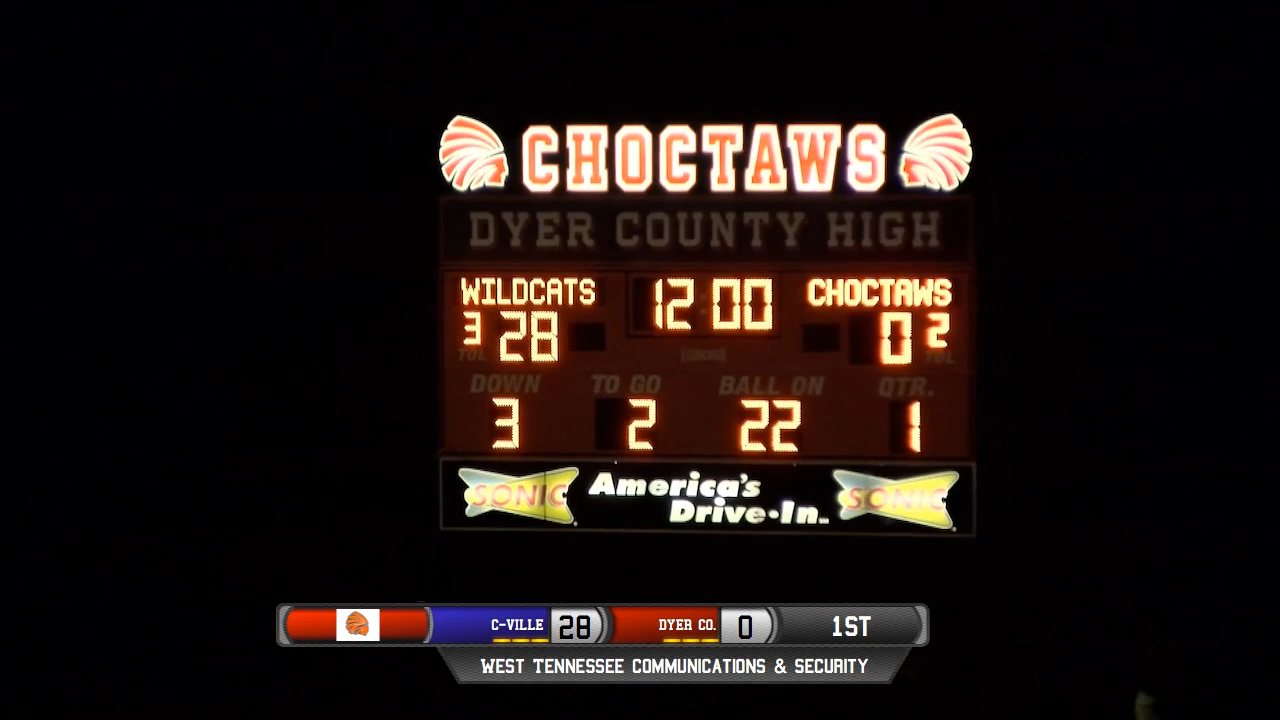 CHOCTAWS
DYER COUNTY HIGH
WILDCATS 12:00 CHOCTAWS
3 28 0 2
TOL TOL
DOWN TO GO BALL ON QTR.
3 2 22 1
SONIC America's Drive-In. SONIC
C-VILLE 28 DYER CO. 0 1ST
WEST TENNESSEE COMMUNICATIONS & SECURITY